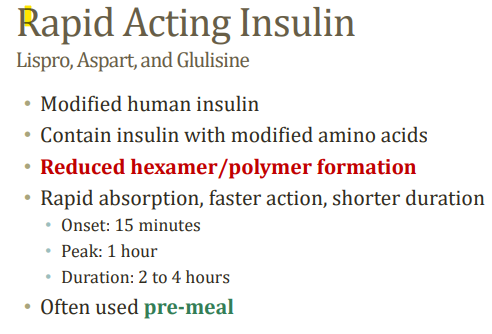 Rapid Acting Insulin
Lispro, Aspart, and Glulisine
• Modified human insulin
• Contain insulin with modified amino acids
• Reduced hexamer/polymer formation
• Rapid absorption, faster action, shorter duration
• Onset: 15 minutes
• Peak: 1 hour
• Duration: 2 to 4 hours
• Often used pre-meal